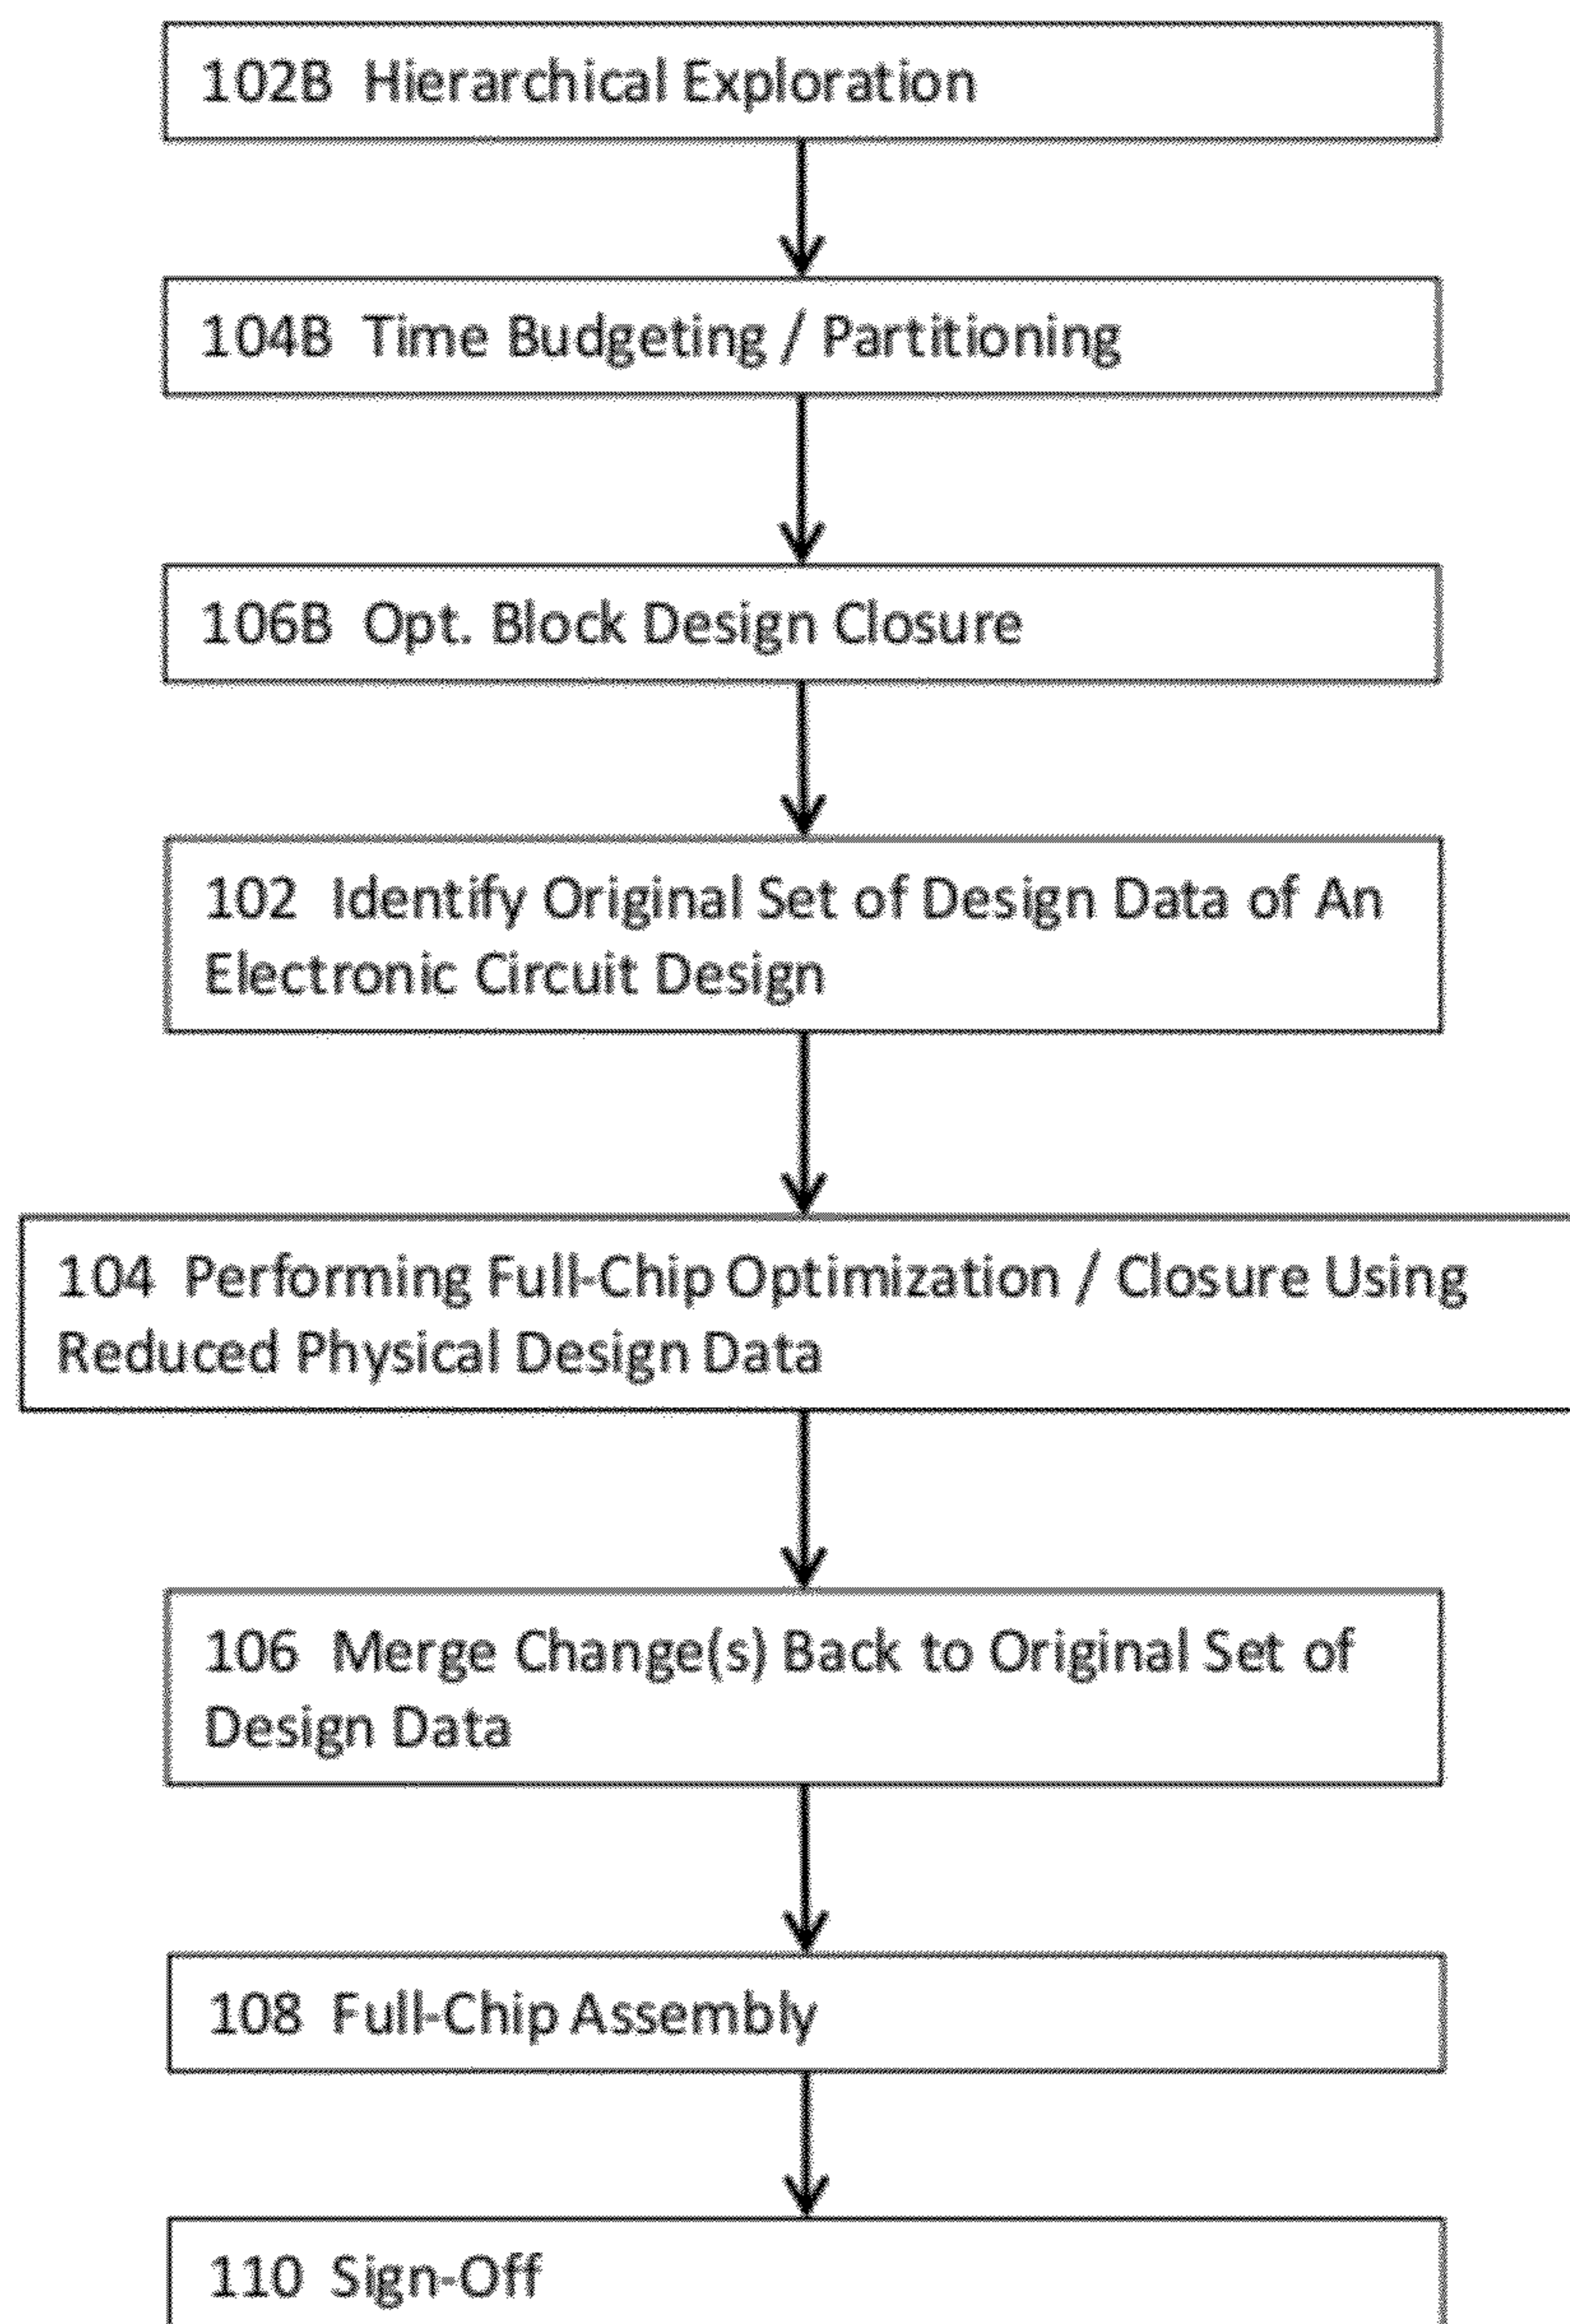 102B Hierarchical Exploration
104B Time Budgeting / Partitioning
106B Opt. Block Design Closure
102 Identify Original Set of Design Data of An
Electronic Circuit Design
104 Performing Full-Chip Optimization / Closure Using
Reduced Physical Design Data
106 Merge Change(s) Back to Original Set of
Design Data
108 Full-Chip Assembly
110 Sign-Off